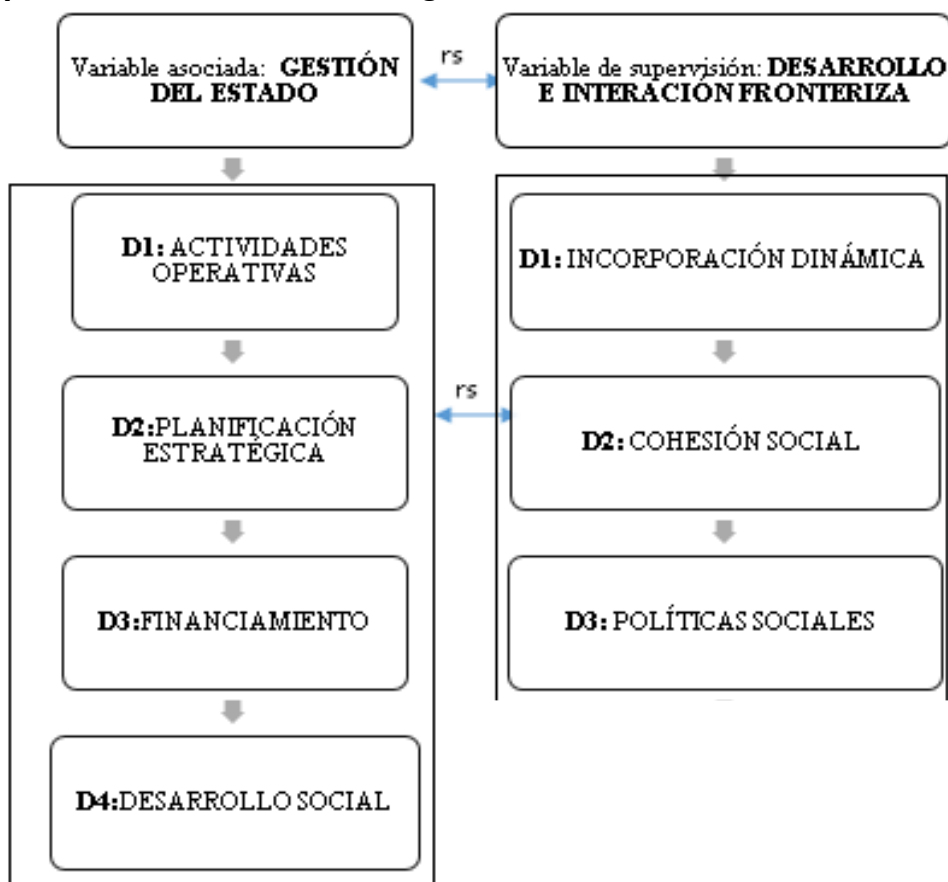 Variable asociada: GESTIÓN
DEL ESTADO
rs
Variable de supervisión: DESARROLLO
E INTERACIÓN FRONTERIZA
D1: ACTIVIDADES
OPERATIVAS
D1: INCORPORACIÓN DINÁMICA
D2:PLANIFICACIÓN
ESTRATÉGICA
rs
D2: COHESIÓN SOCIAL
D3:FINANCIAMIENTO
D3: POLÍTICAS SOCIALES
D4:DESARROLLO SOCIAL